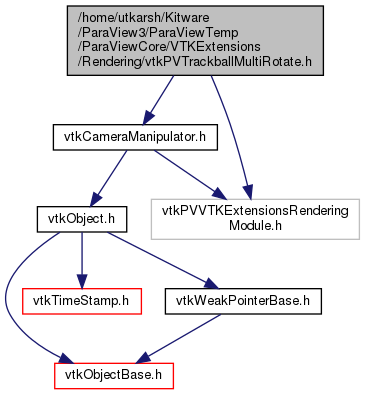 /home/utkarsh/Kitware
/ParaView3/ParaViewTemp
/ParaViewCore/VTKExtensions
/Rendering/vtkPVTrackballMultiRotate.h
vtkCameraManipulator.h
vtkPVVTKExtensionsRendering
Module.h
vtkObject.h
vtkTimeStamp.h
vtkWeakPointerBase.h
vtkObjectBase.h